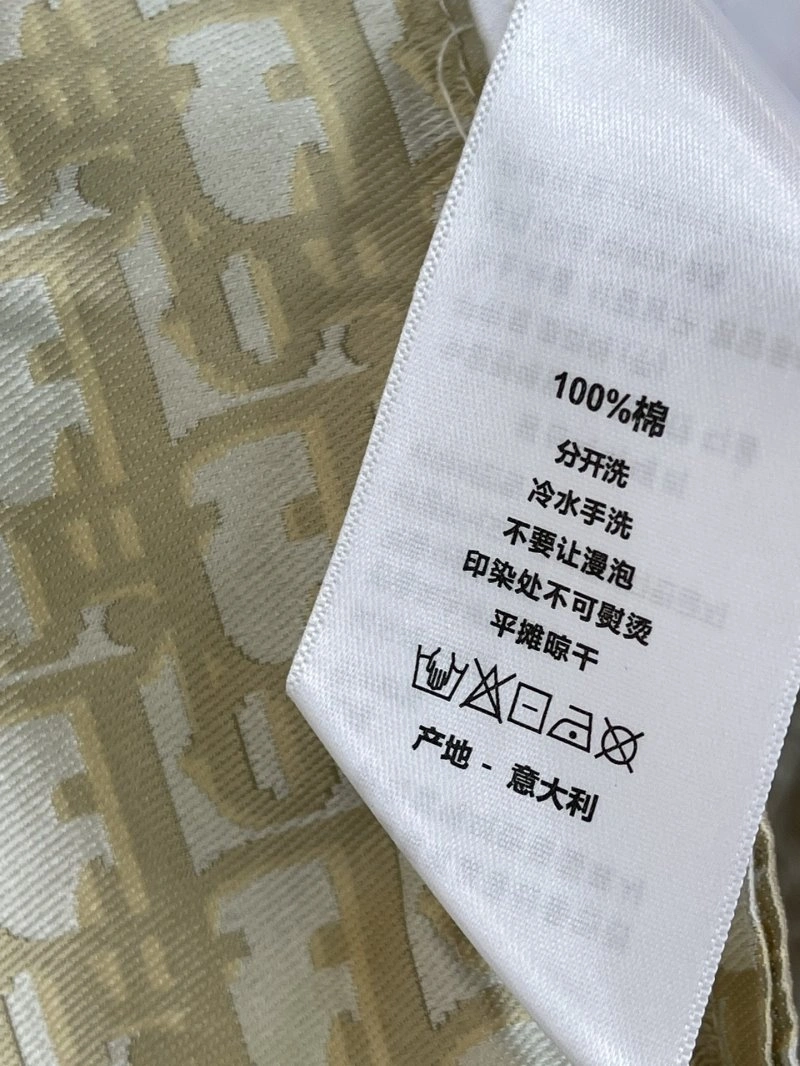 100%棉
分开洗
冷水手洗
不要让漫泡
印染处不可熨烫
平摊晾干
产地 - 意大利